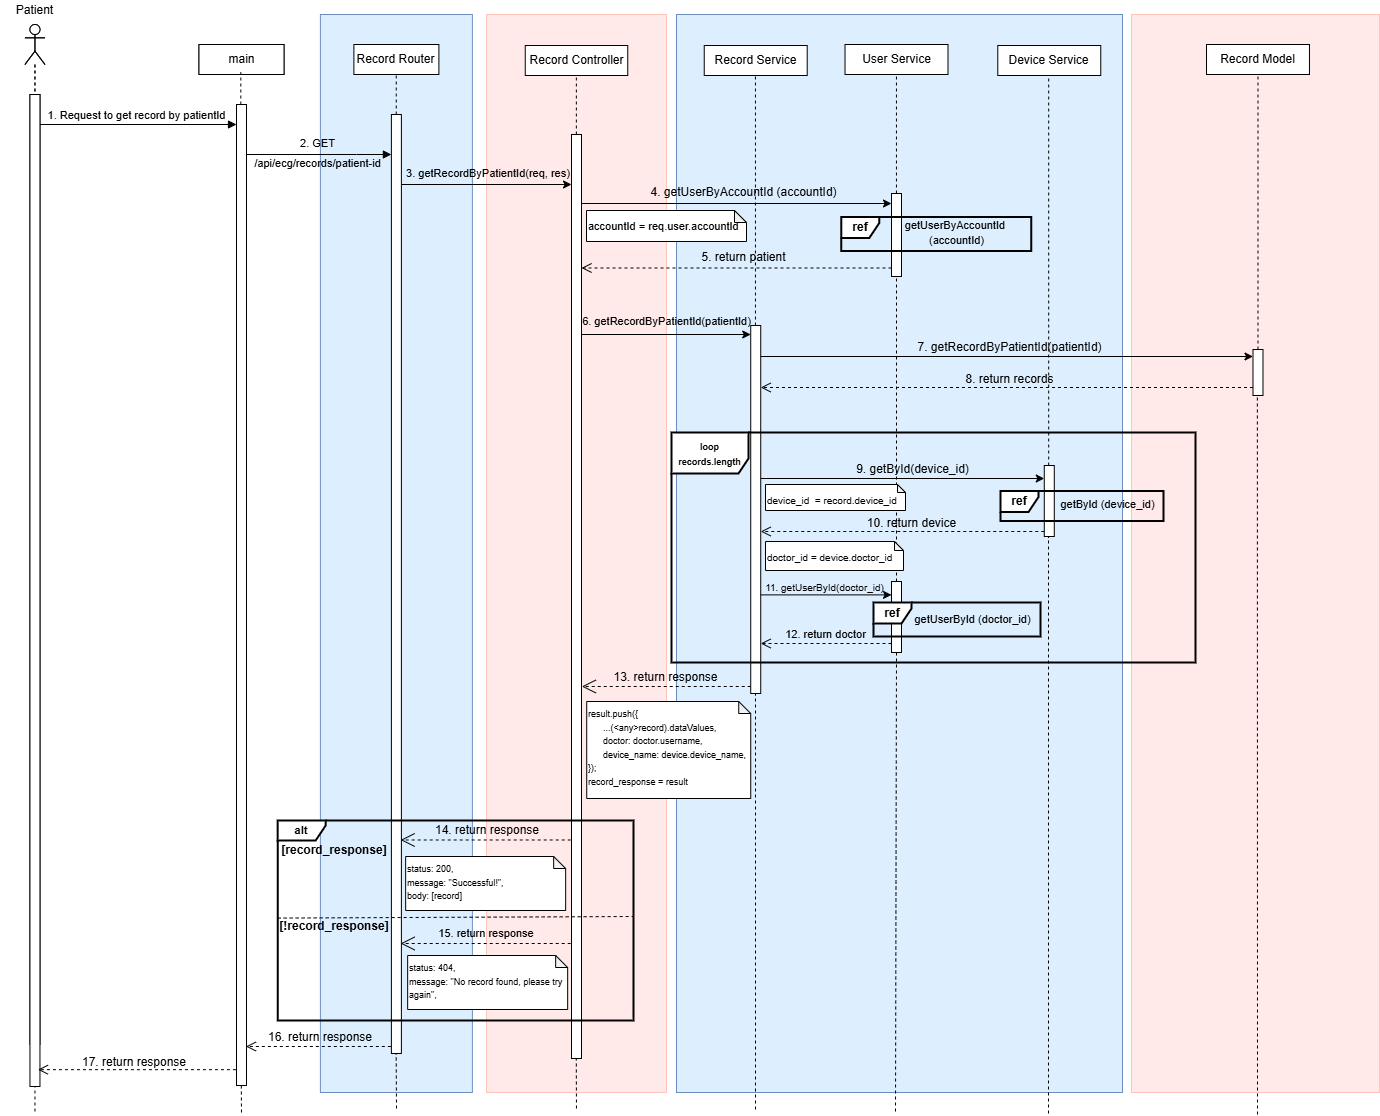 Patient
main
Record Router
Record Controller
Record Service
User Service
Device Service
Record Model
1. Request to get record by patientId
2. GET
/api/ecg/records/patient-id
3. getRecordByPatientId(req, res)
4. getUserByAccountId (accountId)
accountId = req.user.accountId
ref
getUserByAccountId
(accountId)
5. return patient
6. getRecordByPatientId(patientId)
7. getRecordByPatientId(patientId)
8. return records
loop
records.length
9. getById(device_id)
device_id  = record.device_id
ref
getById (device_id)
10. return device
doctor_id = device.doctor_id
11. getUserById(doctor_id)
ref
getUserById (doctor_id)
12. return doctor
13. return response
result.push({
...(<any>record).dataValues,
doctor: doctor.username,
device_name: device.device_name,
});
record_response = result
alt
14. return response
[record_response]
status: 200,
message: "Successful!",
body: [record]
[!record_response]
15. return response
status: 404,
message: "No record found, please try
again",
16. return response
17. return response